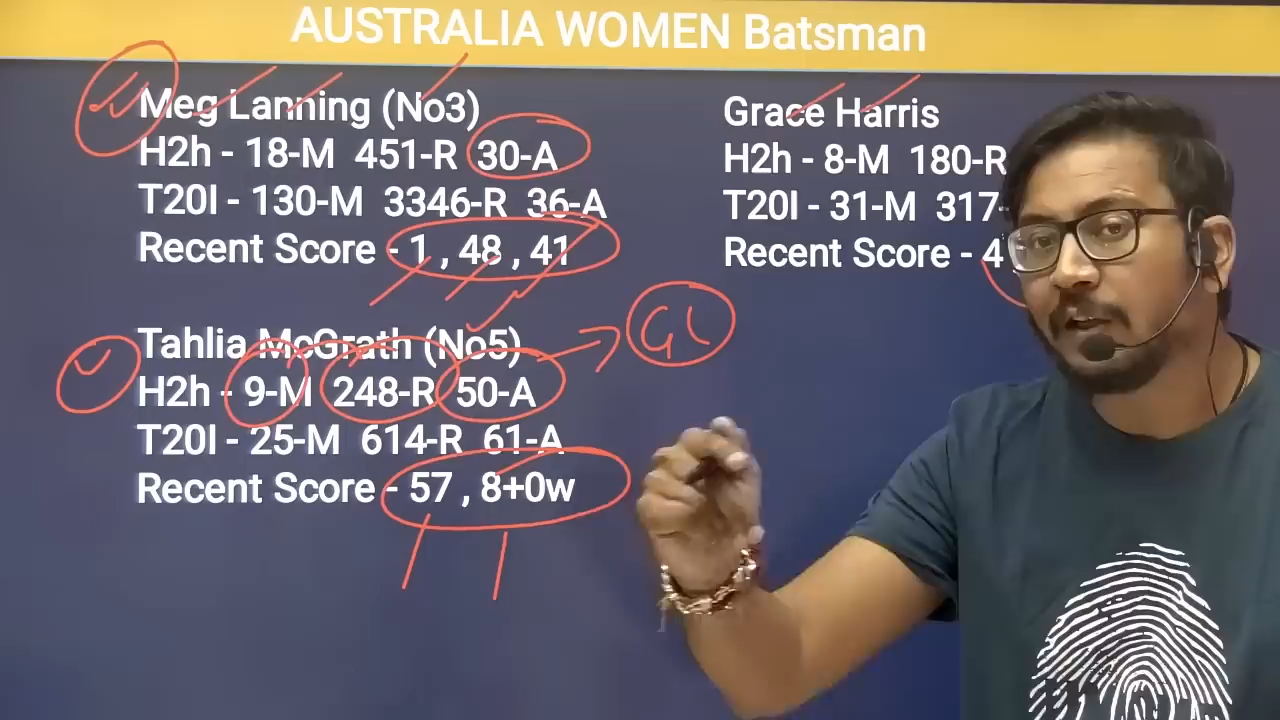 AUSTRALIA WOMEN Batsman
Meg Lanning (No3)
H2h - 18-M 451-R 30-A
T20I - 130-M 3346-R 36-A
Recent Score - 1 , 48 , 41
Tahlia McGrath (No5)
H2h - 9-M 248-R 50-A
GL
T20I - 25-M 614-R 61-A
Recent Score - 57 , 8+0w
Grace Harris
H2h - 8-M 180-R
T20I - 31-M 317-
Recent Score - 4